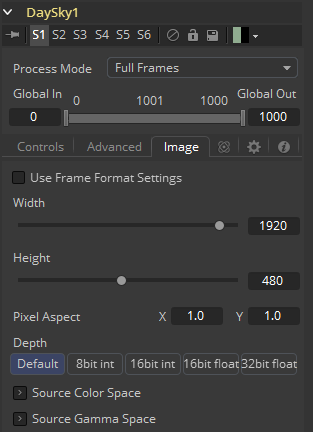 DaySky1
S1 S2 S3 S4 S5 S6
Process Mode Full Frames
Global In Global Out
0 1001 1000
0 1000
Controls Advanced Image
Use Frame Format Settings
Width
1920
Height
480
Pixel Aspect X 1.0 Y 1.0
Depth
Default 8bit int 16bit int 16bit float 32bit float
Source Color Space
Source Gamma Space